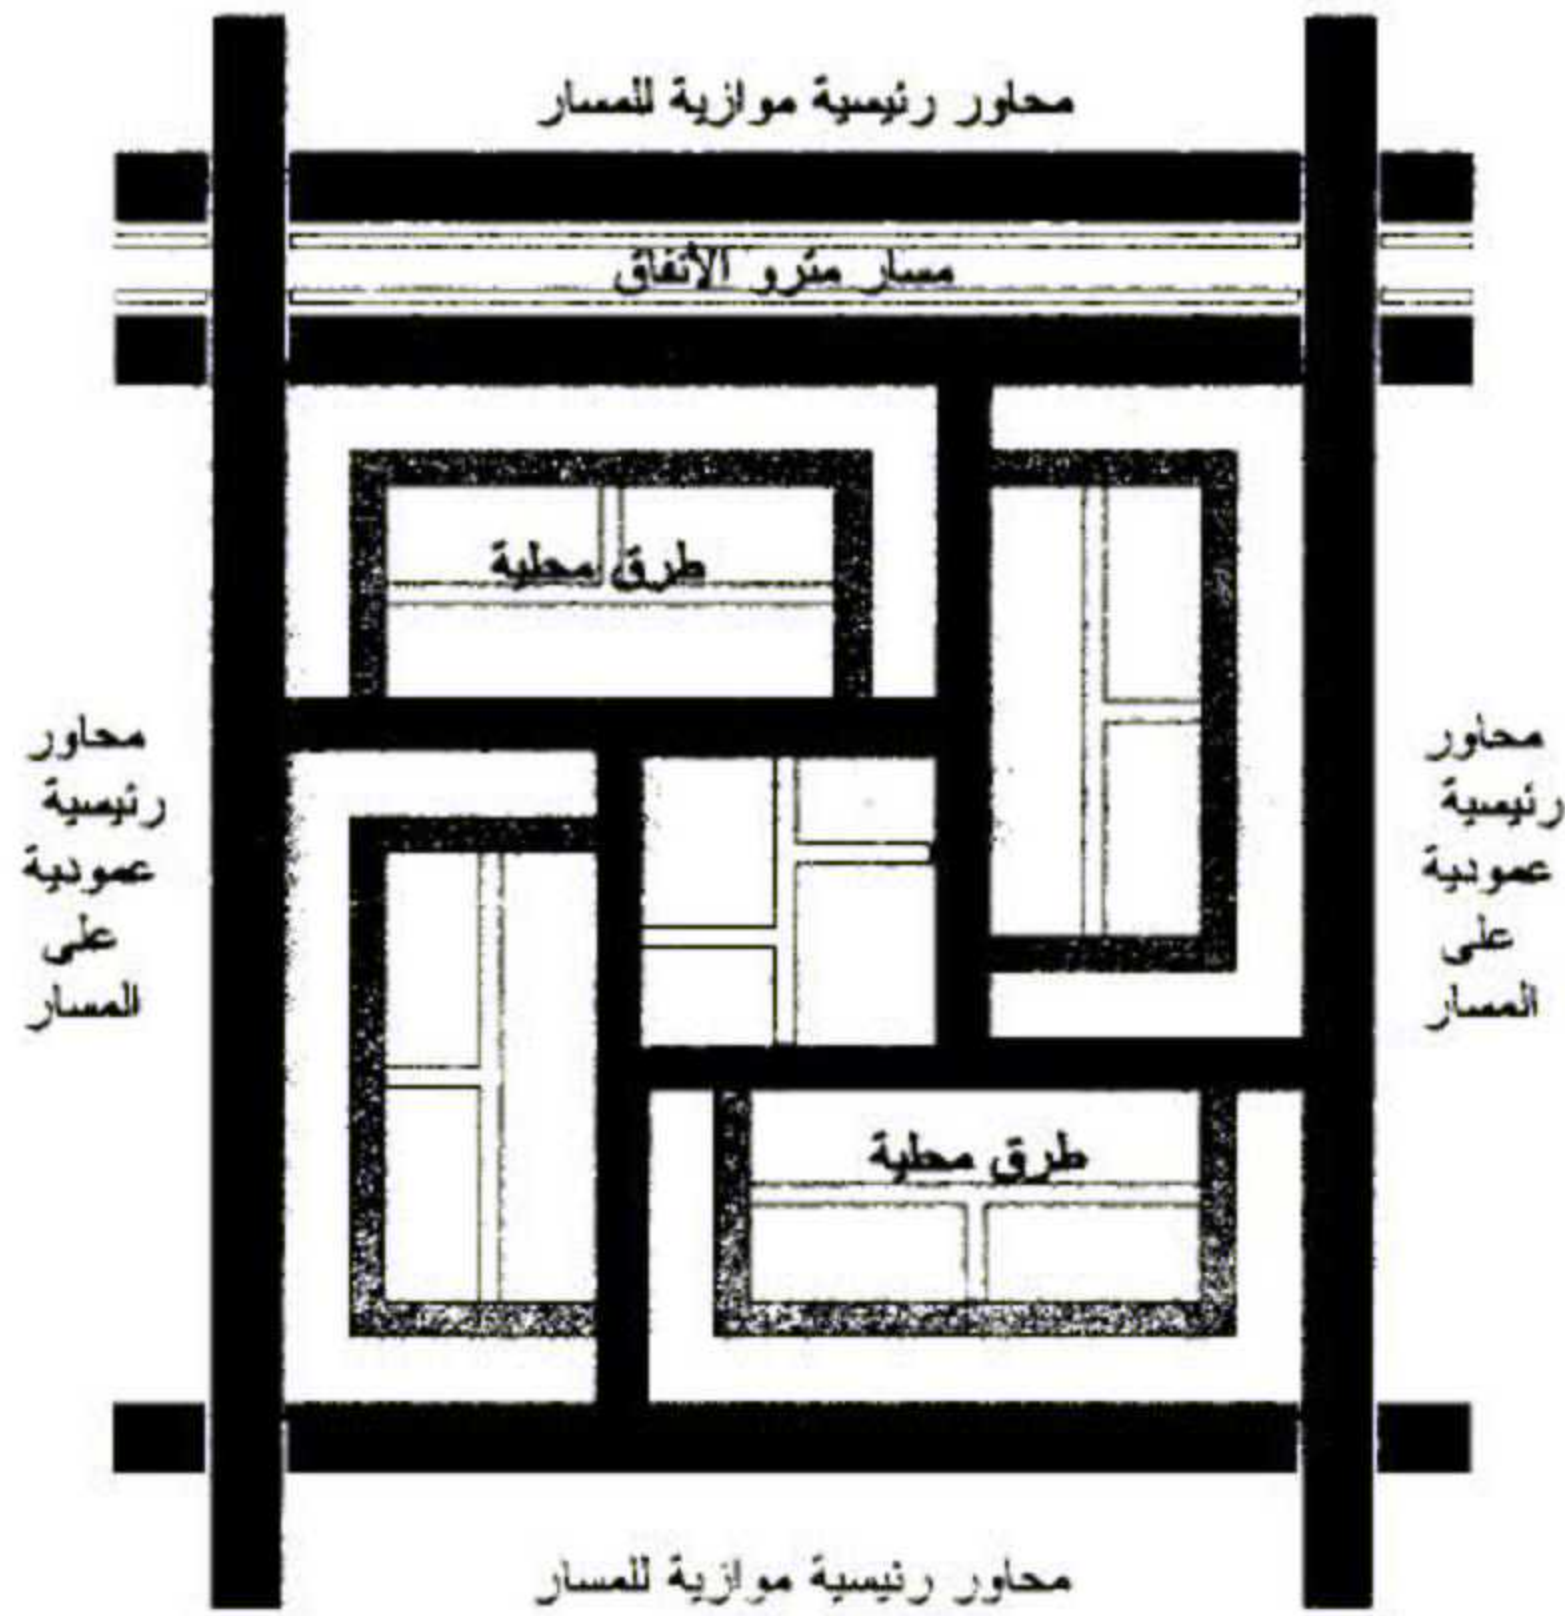 محاور رئيسية موازية للمسار
مسار مترو الأنفاق
طرق محلية
محاور
رئيسية
عمودية
على
المسار
محاور
رئيسية
عمودية
على
المسار
طرق محلية
محاور رئيسية موازية للمسار